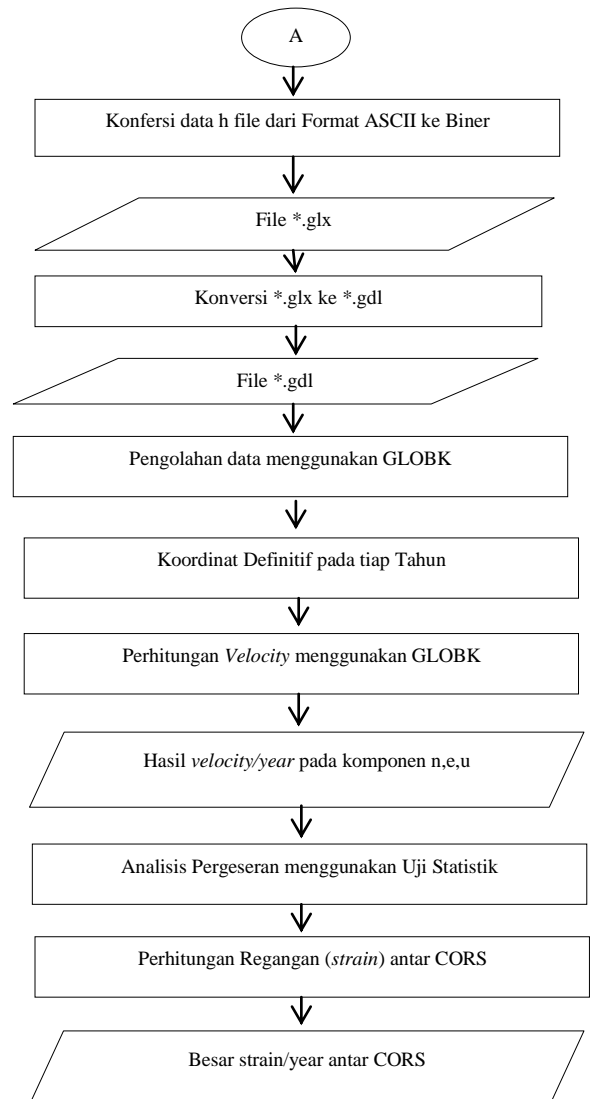 A
Konfersi data h file dari Format ASCII ke Biner
File *.glx
Konversi *.glx ke *.gdl
File *.gdl
Pengolahan data menggunakan GLOBK
Koordinat Definitif pada tiap Tahun
Perhitungan Velocity menggunakan GLOBK
Hasil velocity/year pada komponen n,e,u
Analisis Pergeseran menggunakan Uji Statistik
Perhitungan Regangan (strain) antar CORS
Besar strain/year antar CORS